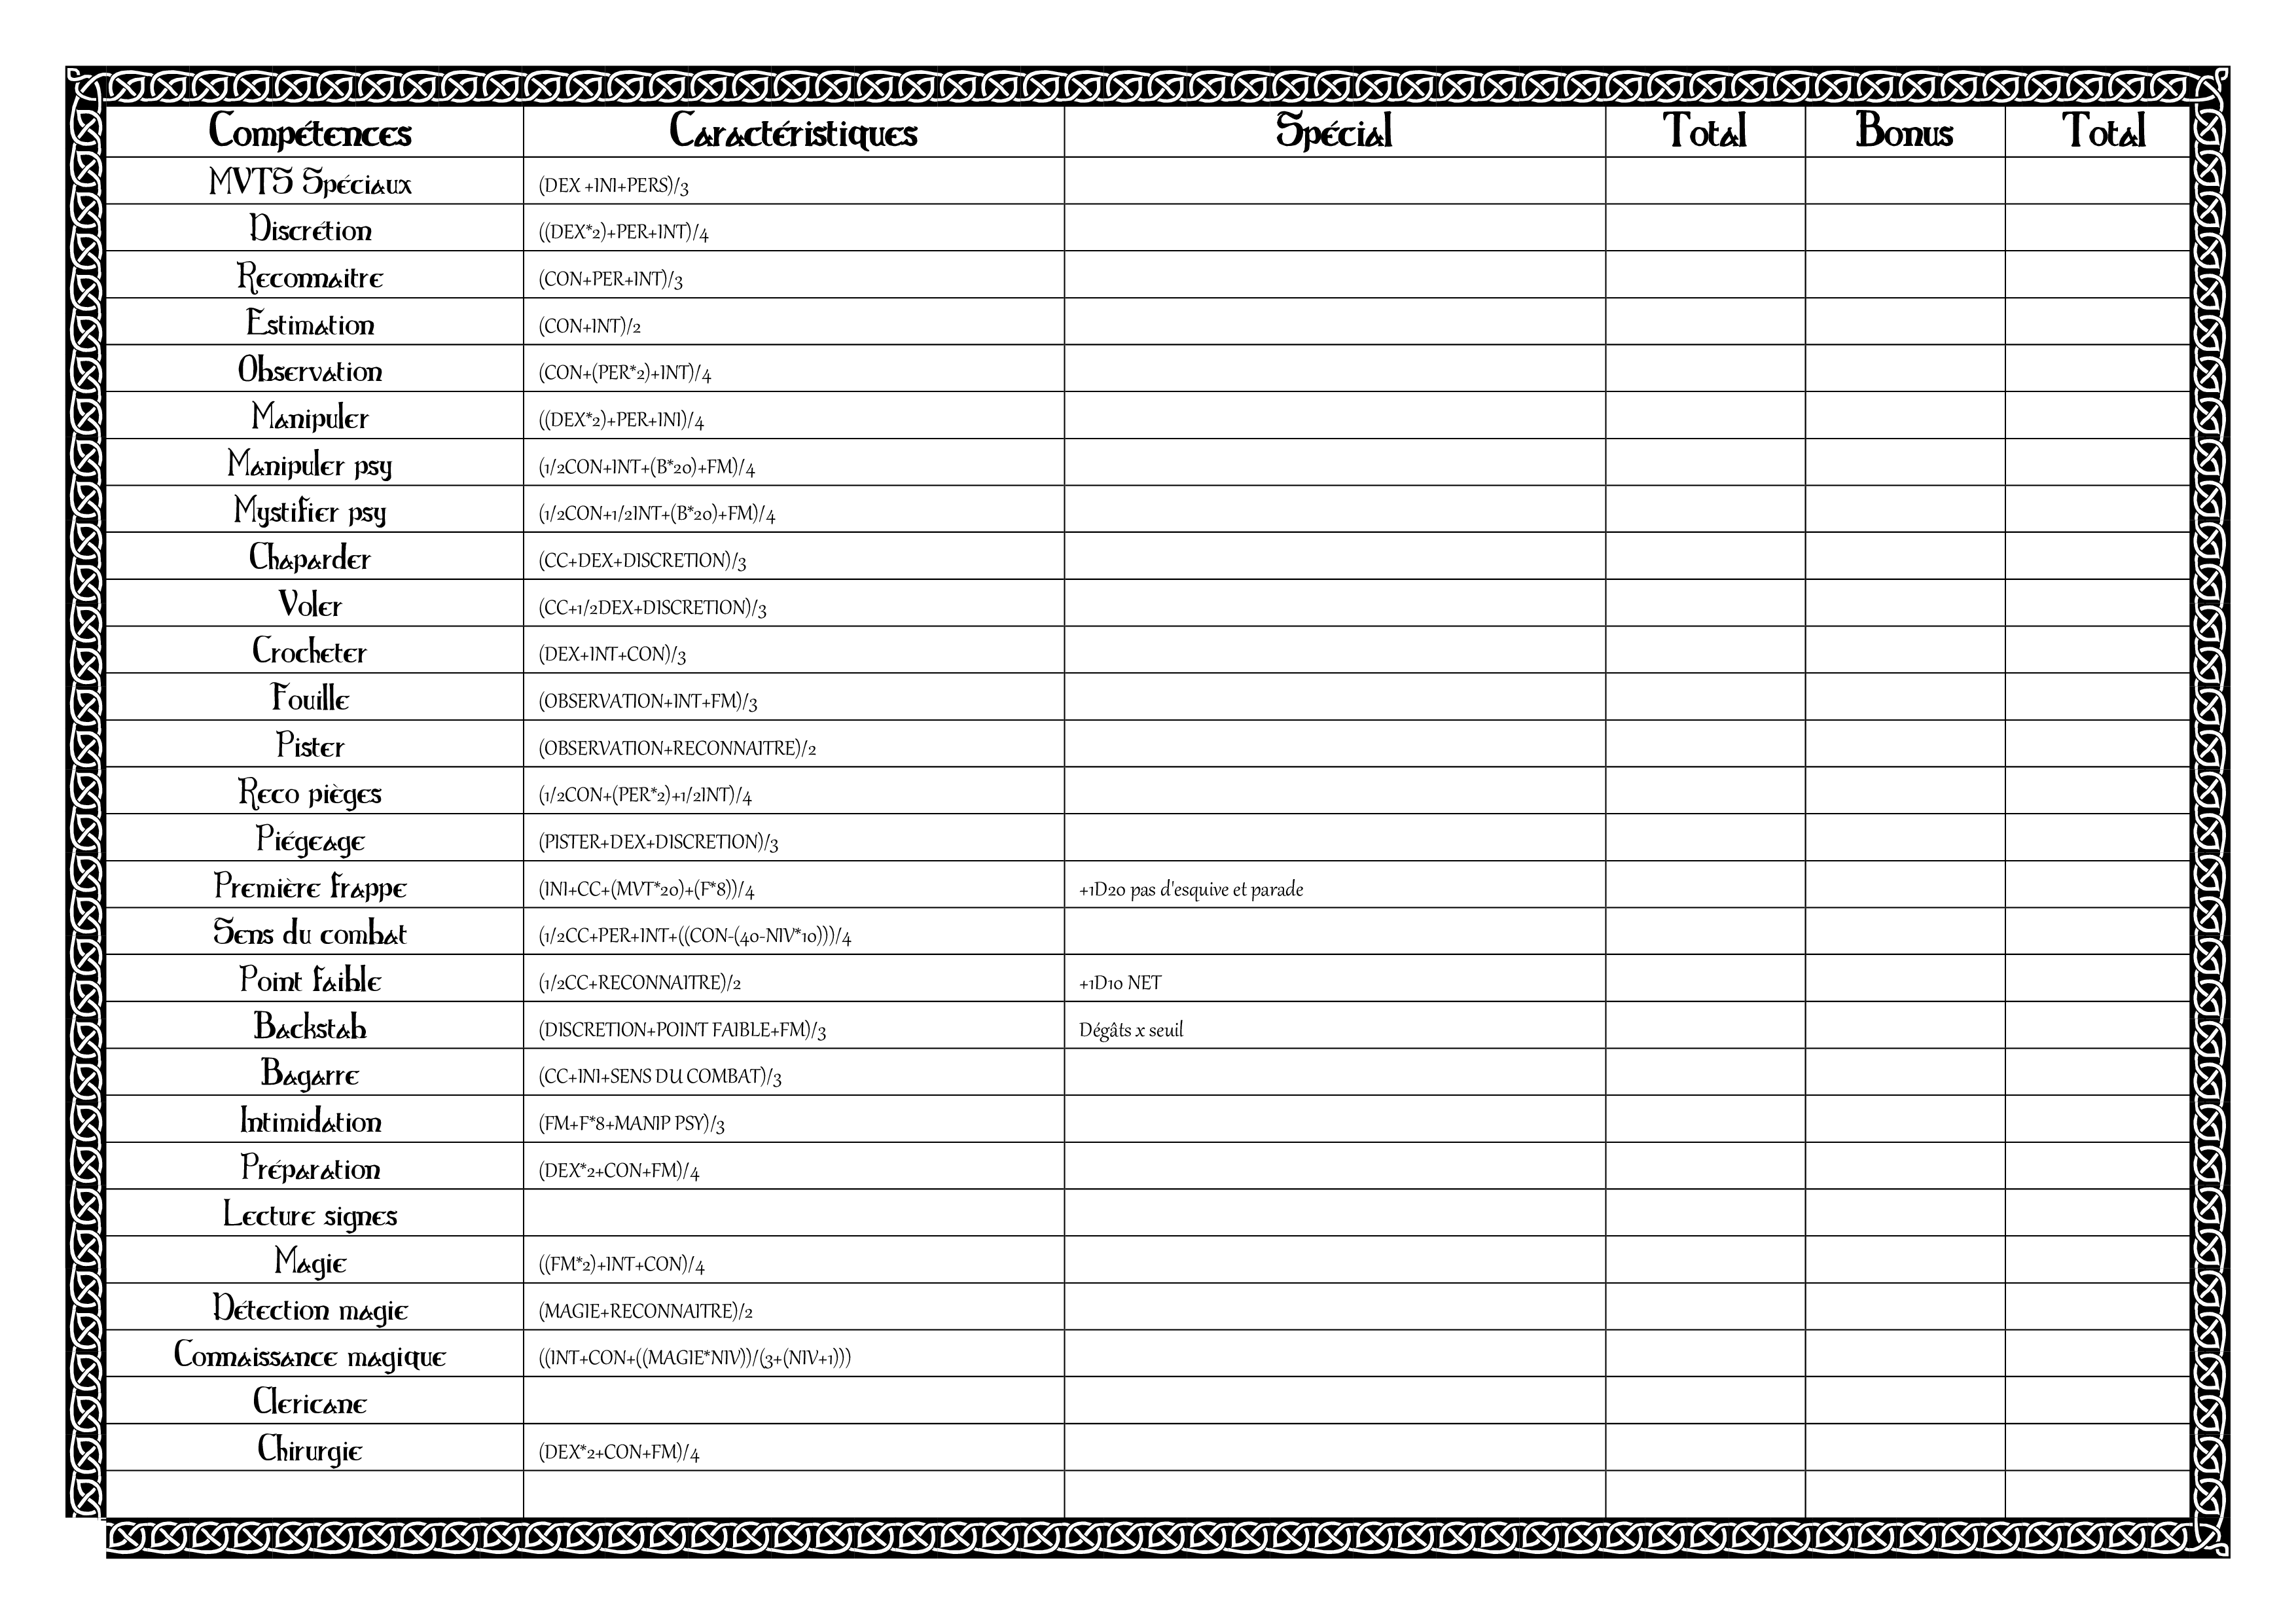 Compétences Caractéristiques Spécial Total Bonus Total
MVTS Spéciaux (DEX +INI+PERS)/3
Discrétion ((DEX*2)+PER+INT)/4
Reconnaitre (CON+PER+INT)/3
Estimation (CON+INT)/2
Observation (CON+(PER*2)+INT)/4
Manipuler ((DEX*2)+PER+INI)/4
Manipuler psy (1/2CON+INT+(B*20)+FM)/4
Mystifier psy (1/2CON+1/2INT+(B*20)+FM)/4
Chaparder (CC+DEX+DISCRETION)/3
Voler (CC+1/2DEX+DISCRETION)/3
Crocheter (DEX+INT+CON)/3
Fouille (OBSERVATION+INT+FM)/3
Pister (OBSERVATION+RECONNAITRE)/2
Reco pièges (1/2CON+(PER*2)+1/2INT)/4
Piégeage (PISTER+DEX+DISCRETION)/3
Première frappe (INI+CC+(MVT*20)+(F*8))/4 +1D20 pas d'esquive et parade
Sens du combat (1/2CC+PER+INT+((CON-(40-NIV*10)))/4
Point faible (1/2CC+RECONNAITRE)/2 +1D10 NET
Backstab (DISCRETION+POINT FAIBLE+FM)/3 Dégâts x seuil
Bagarre (CC+INI+SENS DU COMBAT)/3
Intimidation (FM+F*8+MANIP PSY)/3
Préparation (DEX*2+CON+FM)/4
Lecture signes
Magie ((FM*2)+INT+CON)/4
Détection magie (MAGIE+RECONNAITRE)/2
Connaissance magique ((INT+CON+((MAGIE*NIV))/(3+(NIV+1)))
Clericane
Chirurgie (DEX*2+CON+FM)/4